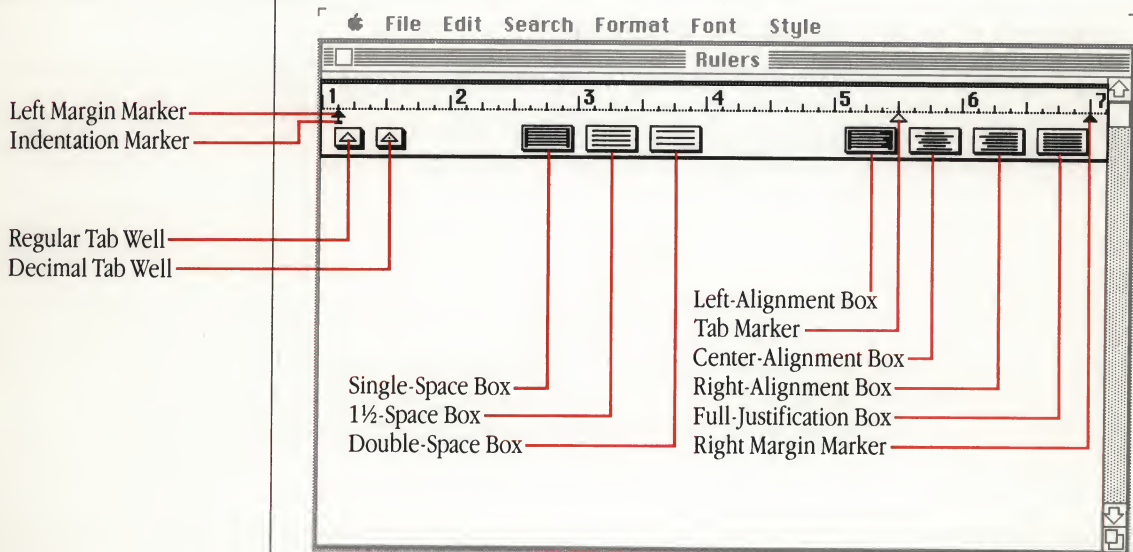 File Edit Search Format Font Style
Rulers
1 2 3 4 5 6 7
Left Margin Marker
Indentation Marker
Regular Tab Well
Decimal Tab Well
Single-Space Box
1½-Space Box
Double-Space Box
Left-Alignment Box
Tab Marker
Center-Alignment Box
Right-Alignment Box
Full-Justification Box
Right Margin Marker